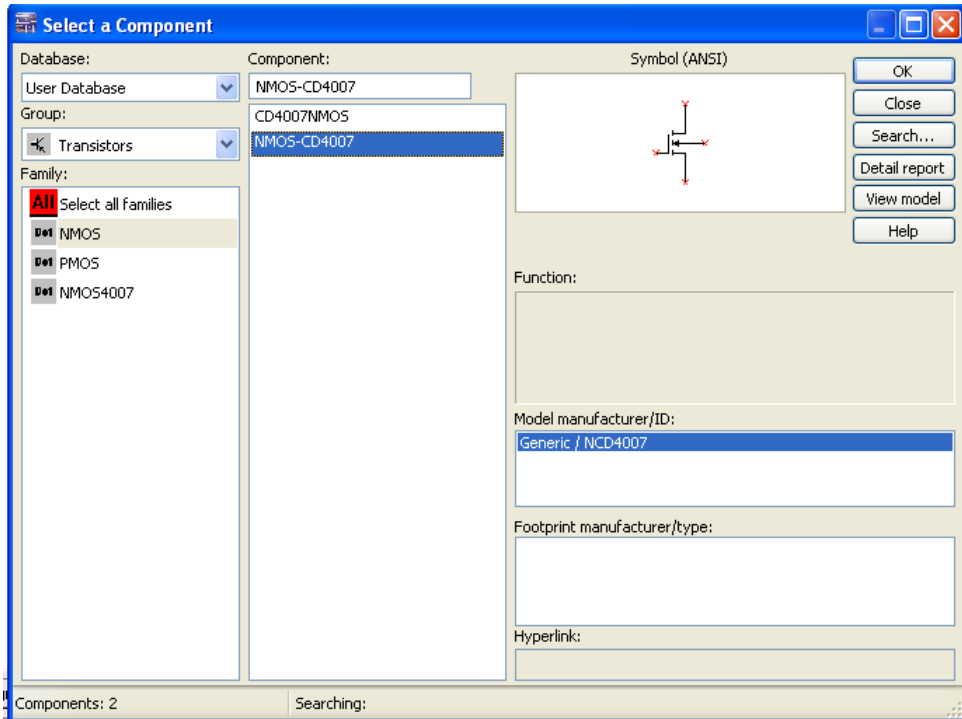 Select a Component
Database:
User Database
Group:
Transistors
Family:
All Select all families
NMOS
PMOS
NMOS4007
Component:
NMOS-CD4007
CD4007NMOS
NMOS-CD4007
Symbol (ANSI)
OK
Close
Search...
Detail report
View model
Help
Function:
Model manufacturer/ID:
Generic / NCD4007
Footprint manufacturer/type:
Hyperlink:
Components: 2
Searching: